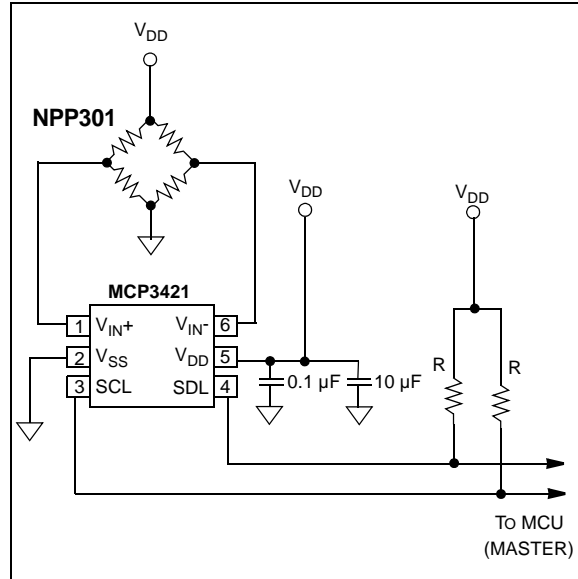 VDD
NPP301
VDD
VDD
MCP3421
1 VIN+ VIN- 6
2 VSS VDD 5
3 SCL SDL 4
0.1 µF 10 µF
R R
TO MCU
(MASTER)